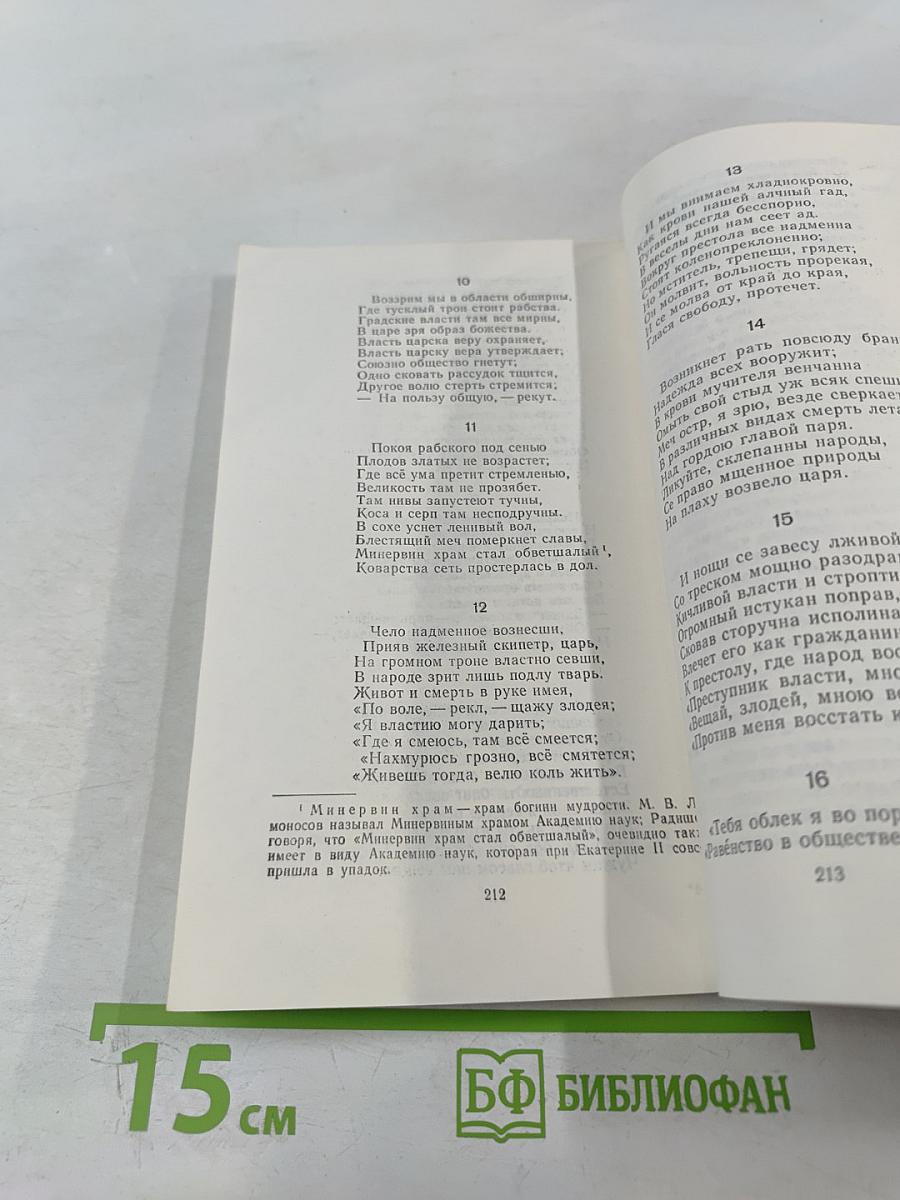 10
Воззрим мы в области обширны,
Где тусклый трон стоит рабства.
Градские власти там все мирны,
В царе зря образ божества.
Власть царска веру охраняет,
Власть царску вера утверждает;
Союзно общество гнетут;
Одно сковать рассудок тщится,
Другое волю стерть стремится;
— На пользу общую, — рекут.
11
Покоя рабского под сенью
Плодов златых не возрастет;
Где всё ума претит стремленью,
Великость там не прозябет.
Там нивы запустеют тучны,
Коса и серп там несподручны.
В сохе уснет ленивый вол,
Блестящий меч померкнет славы,
Минервин храм стал обветшалый¹,
Коварства сеть простерлась в дол.
12
Чело надменное вознесши,
Прияв железный скипетр, царь,
На громном троне властно севши,
В народе зрит лишь подлу тварь.
Живот и смерть в руке имея,
«По воле, — рекл, — щажу злодея;
«Я властию могу дарить;
«Где я смеюсь, там всё смеется;
«Нахмурюсь грозно, всё смятется;
«Живешь тогда, велю коль жить».
¹ Минервин храм — храм богини мудрости. М. В. Л
моносов называл Минервиным храмом Академию наук; Радищ
говоря, что «Минервин храм стал обветшалый», очевидно так
имеет в виду Академию наук, которая при Екатерине II совс
пришла в упадок.
212
13
И мы внимаем хладнокровно,
Как крови нашей алчный гад,
Ругаяся всегда бесспорно,
В веселы дни нам сеет ад.
Вокруг престола все надменна
Стоят коленопреклоненно;
Но мститель, трепещи, грядет;
Он молвит, вольность прорекая,
И се молва от край до края,
Глася свободу, протечет.
14
Возникнет рать повсюду бран
Надежда всех вооружит;
В крови мучителя венчанна
Омыть свой стыд уж всяк спеши
Меч остр, я зрю, везде сверкает
В различных видах смерть лета
Над гордою главой паря.
Ликуйте, склепанны народы,
Се право мщенное природы
На плаху возвело царя.
15
И нощи се завесу лживой
Со треском мощно разодра
Кичливой власти и стропти
Огромный истукан поправ,
Сковав сторучна исполина
Влечет его как гражданин
К престолу, где народ вос
«Преступник власти, мно
«Вещай, злодей, мною ве
«Против меня восстать и
16
«Тебя облек я во пор
«Равенство в обществе
213
15 см
БФ БИБЛИОФАН